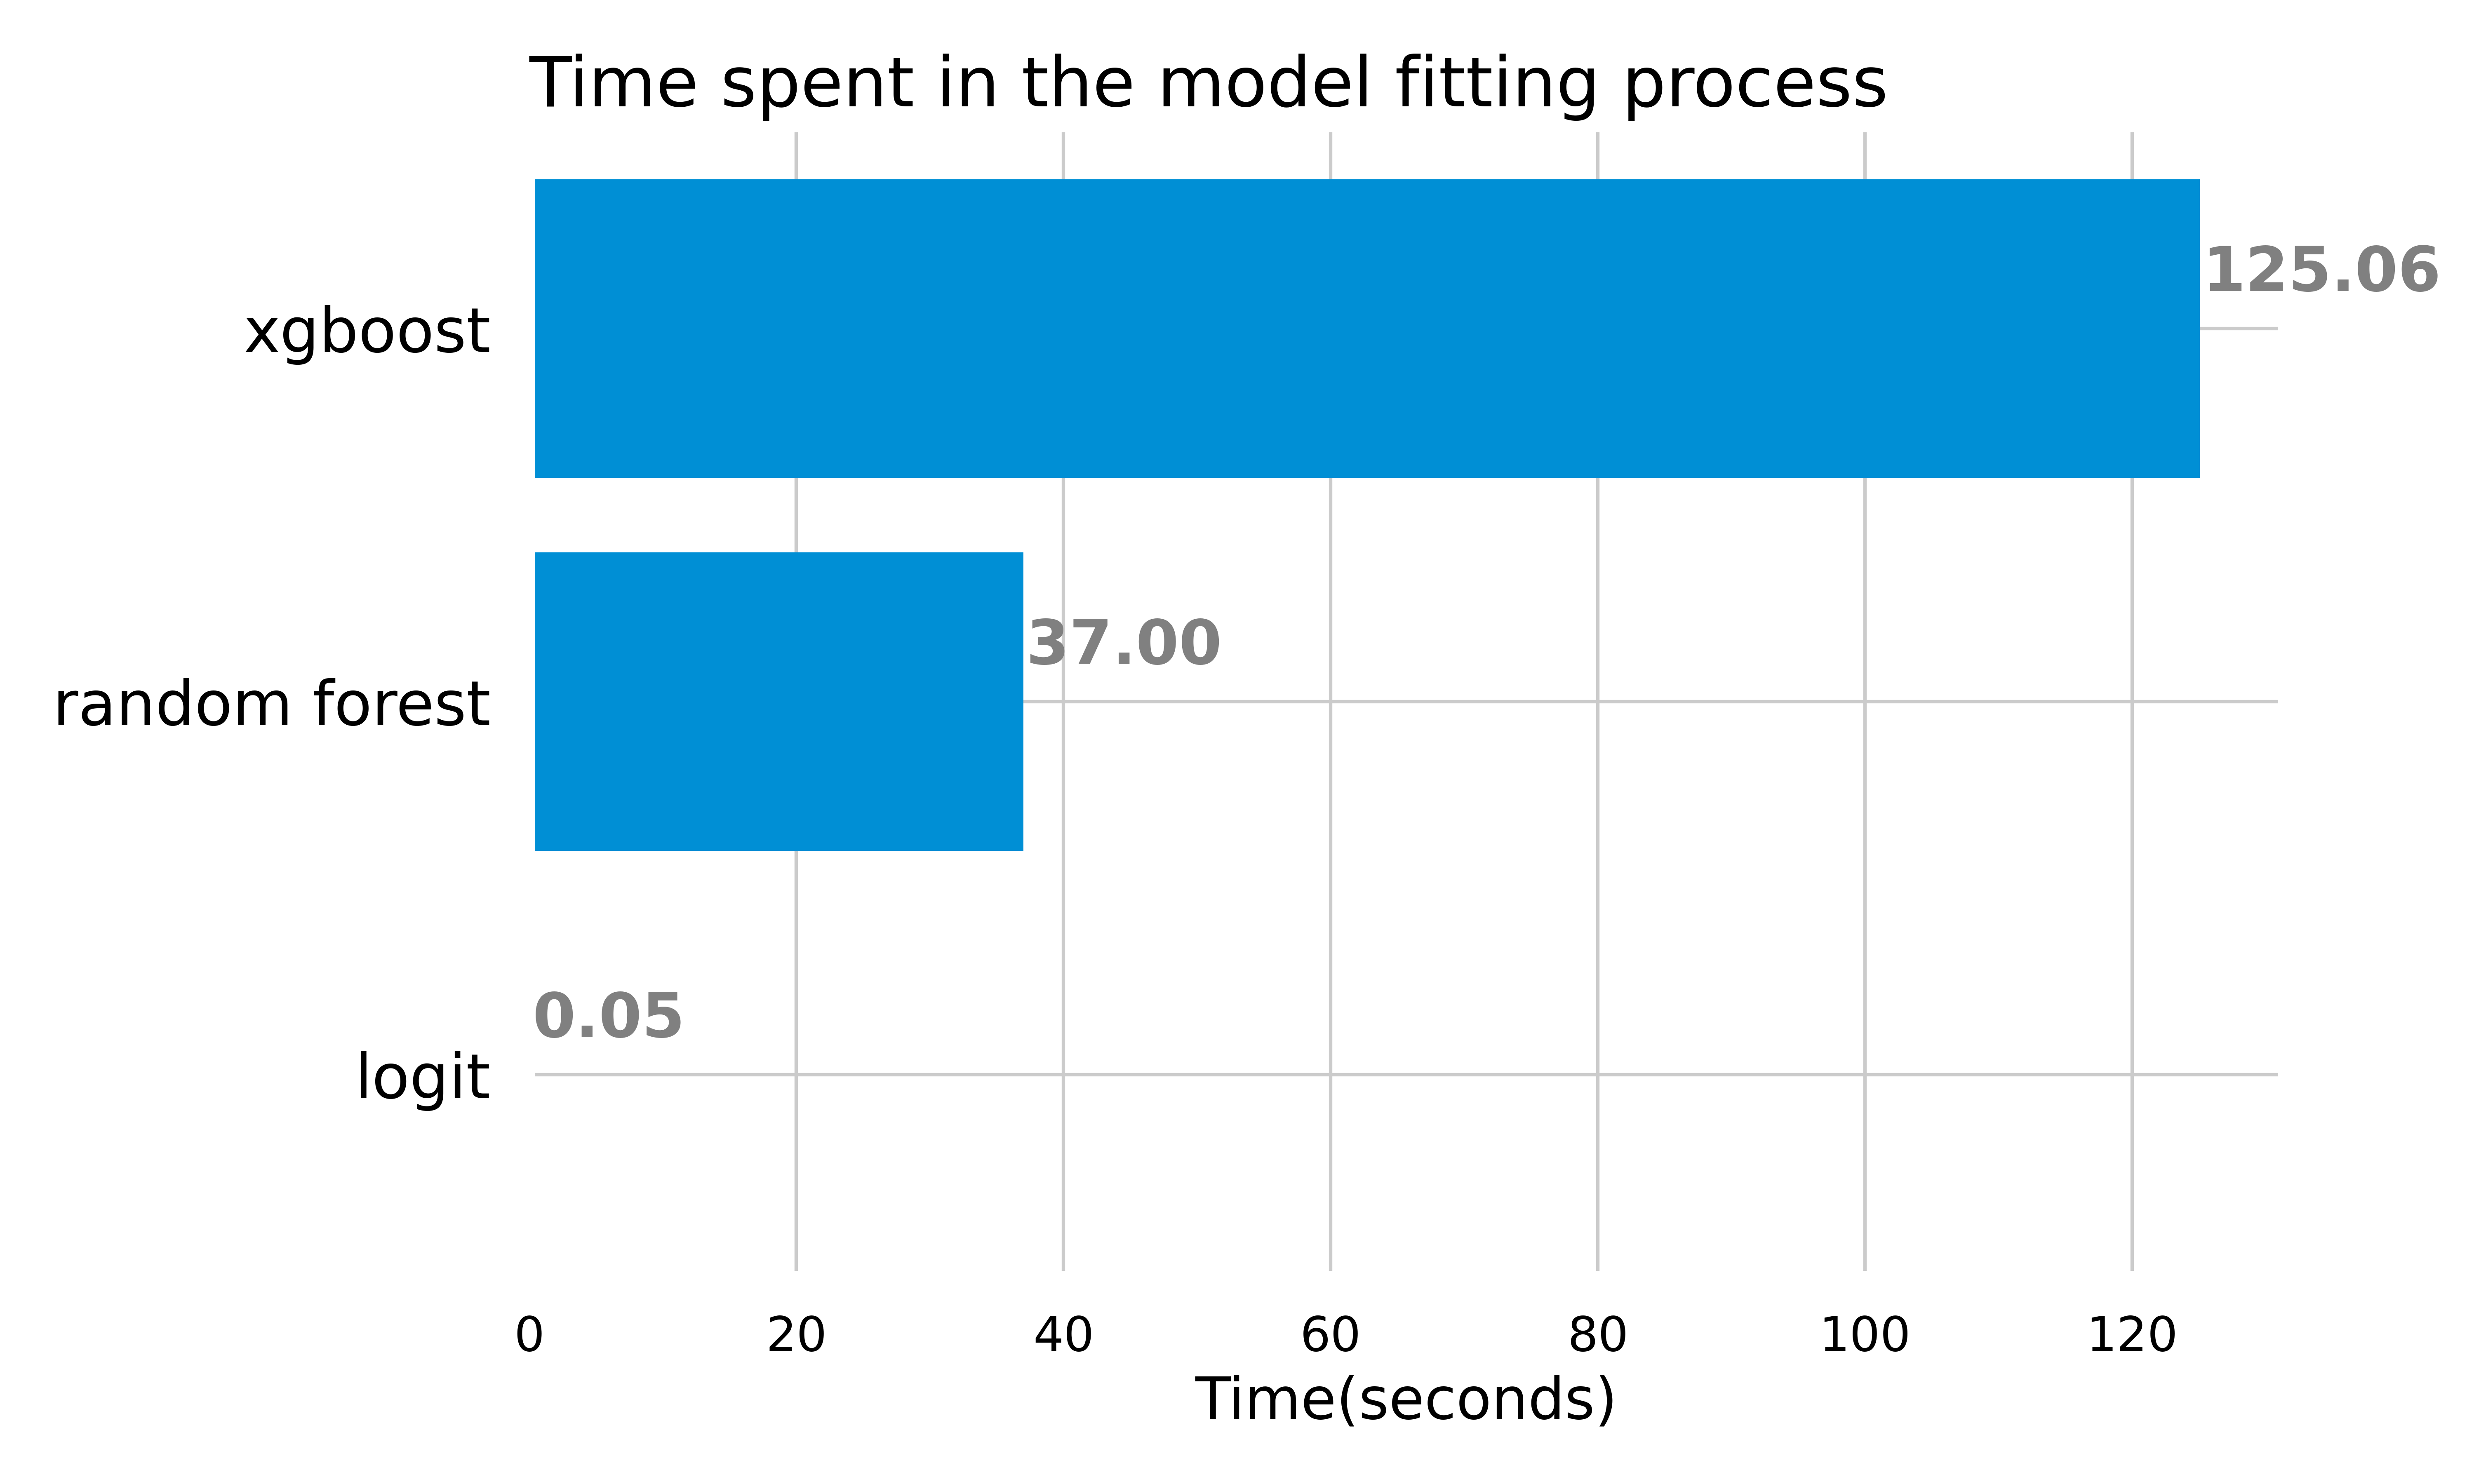 Time spent in the model fitting process
xgboost
125.06
random forest
37.00
logit
0.05
0 20 40 60 80 100 120
Time(seconds)